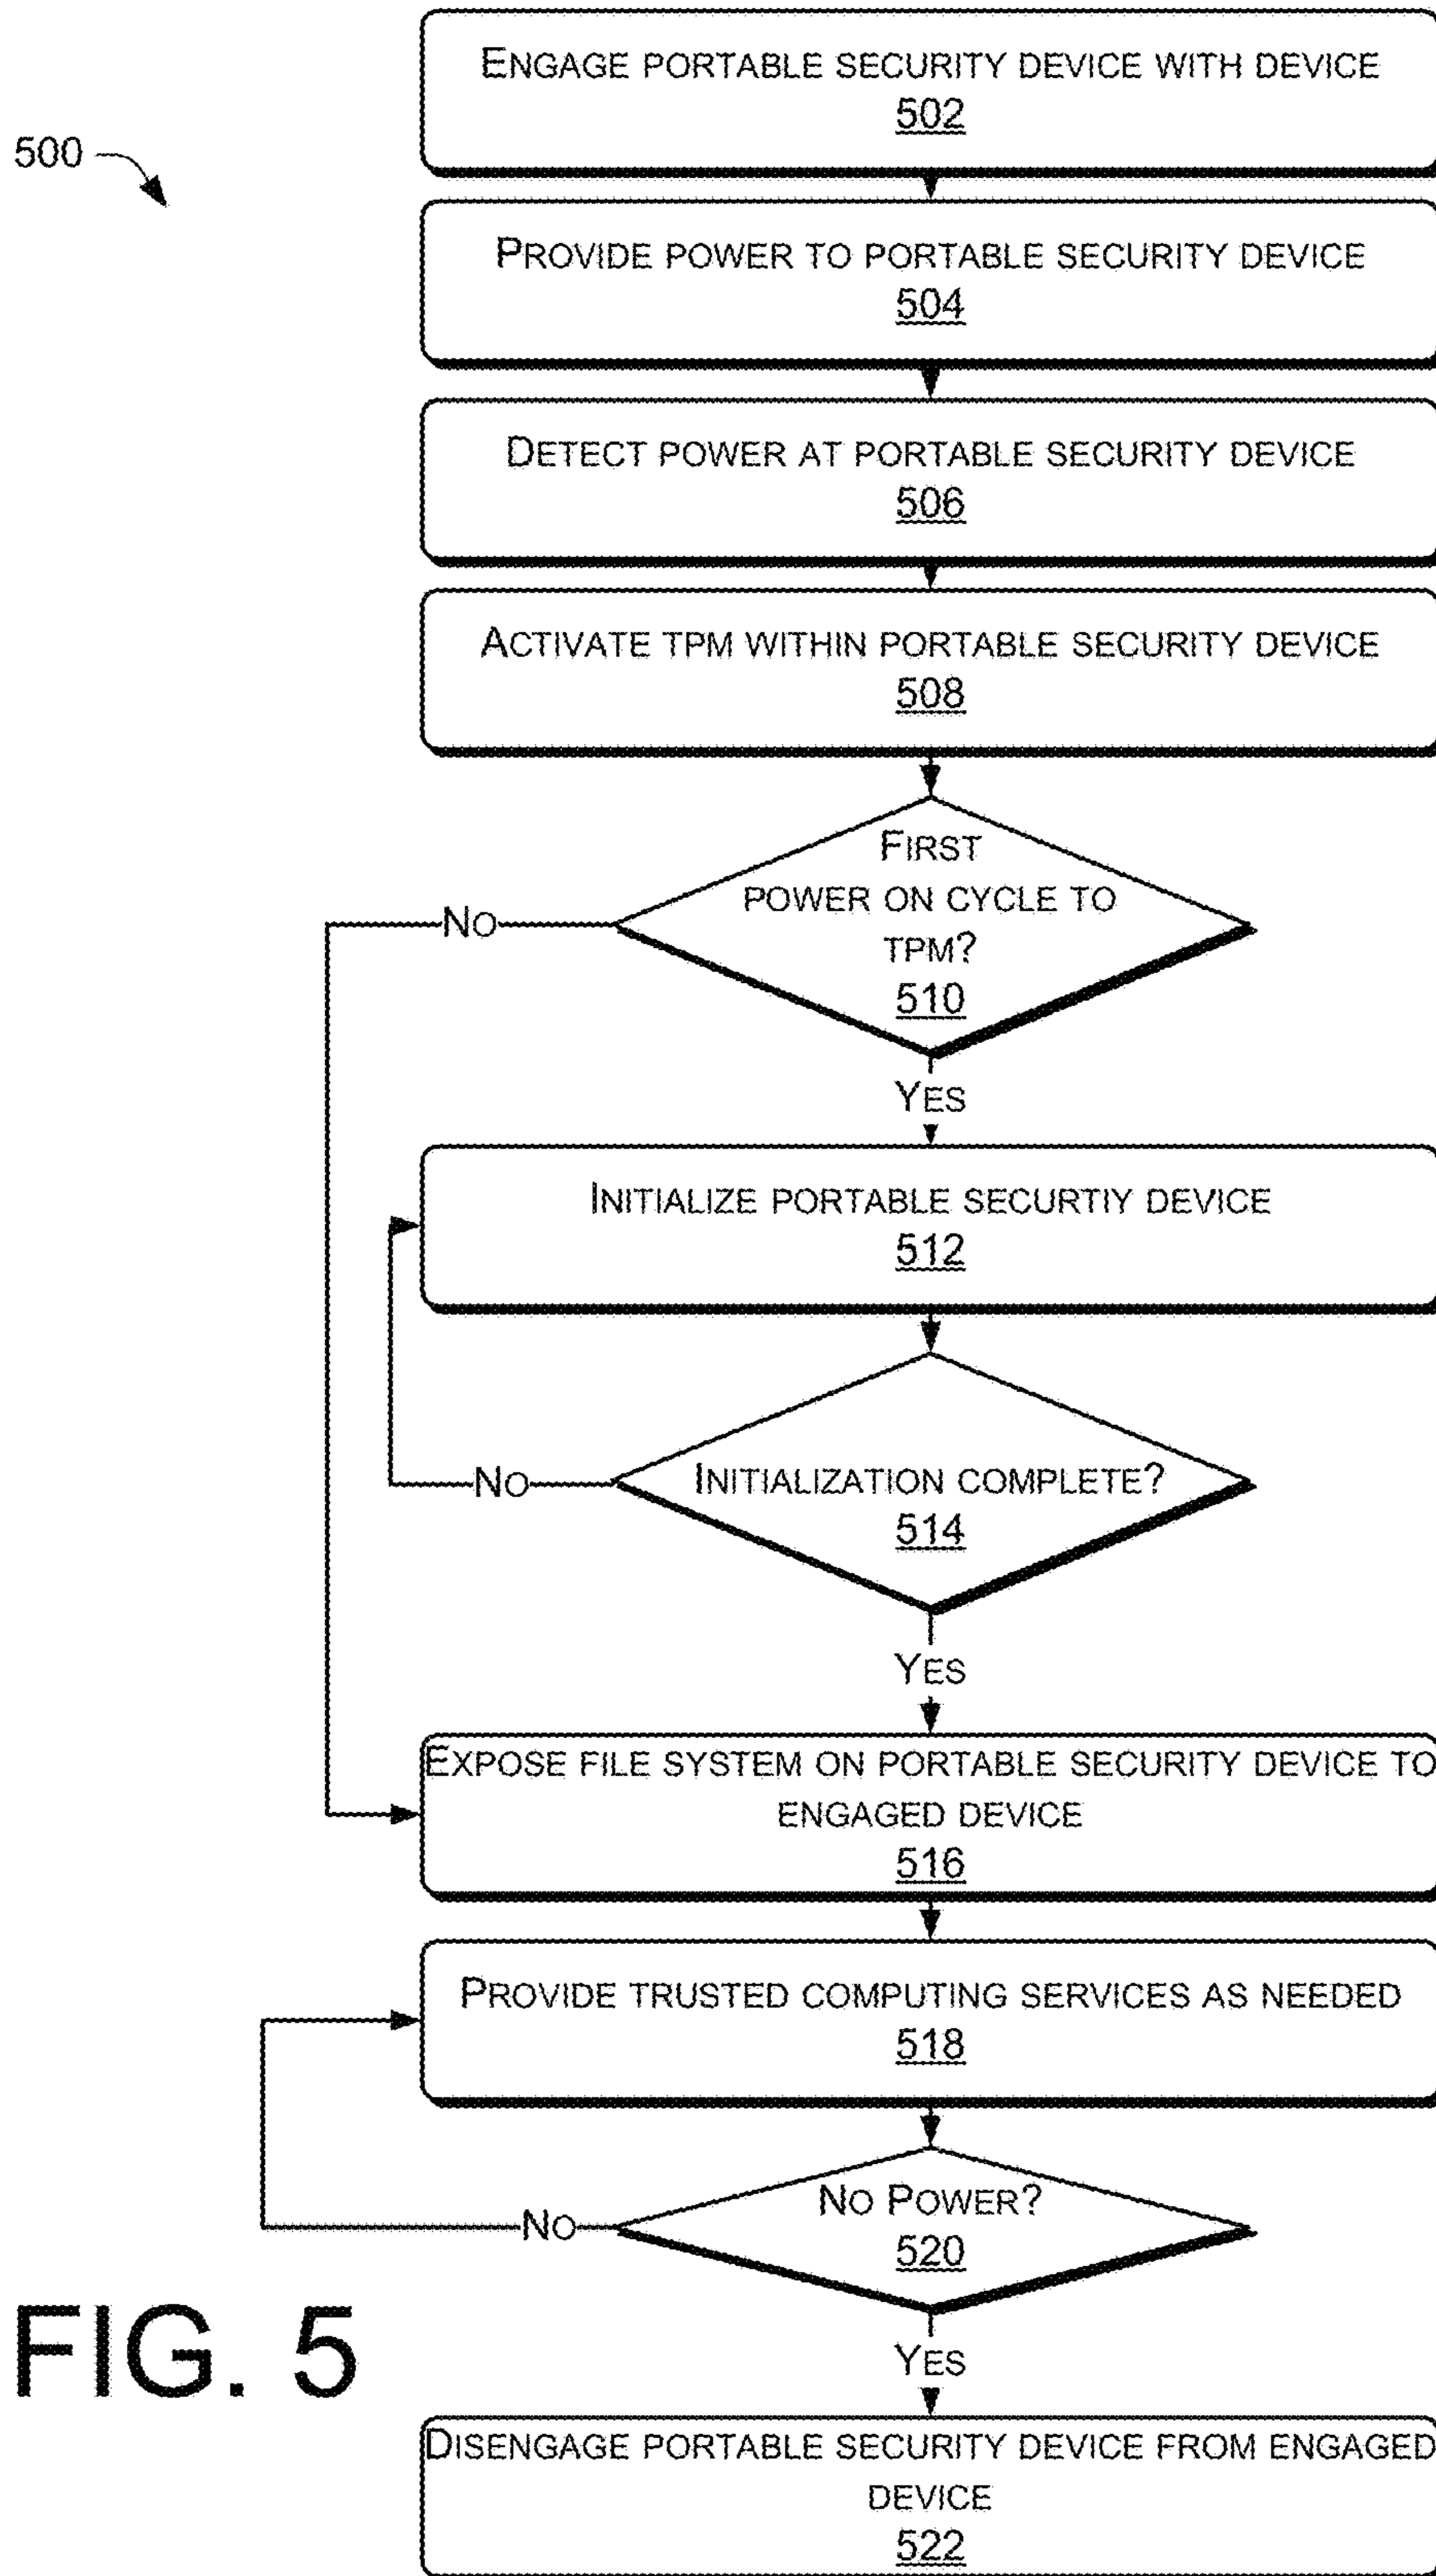 500
ENGAGE PORTABLE SECURITY DEVICE WITH DEVICE
502
PROVIDE POWER TO PORTABLE SECURITY DEVICE
504
DETECT POWER AT PORTABLE SECURITY DEVICE
506
ACTIVATE TPM WITHIN PORTABLE SECURITY DEVICE
508
FIRST
POWER ON CYCLE TO
TPM?
510
NO
YES
INITIALIZE PORTABLE SECURTIY DEVICE
512
INITIALIZATION COMPLETE?
514
NO
YES
EXPOSE FILE SYSTEM ON PORTABLE SECURITY DEVICE TO
ENGAGED DEVICE
516
PROVIDE TRUSTED COMPUTING SERVICES AS NEEDED
518
NO POWER?
520
NO
YES
DISENGAGE PORTABLE SECURITY DEVICE FROM ENGAGED
DEVICE
522
FIG. 5